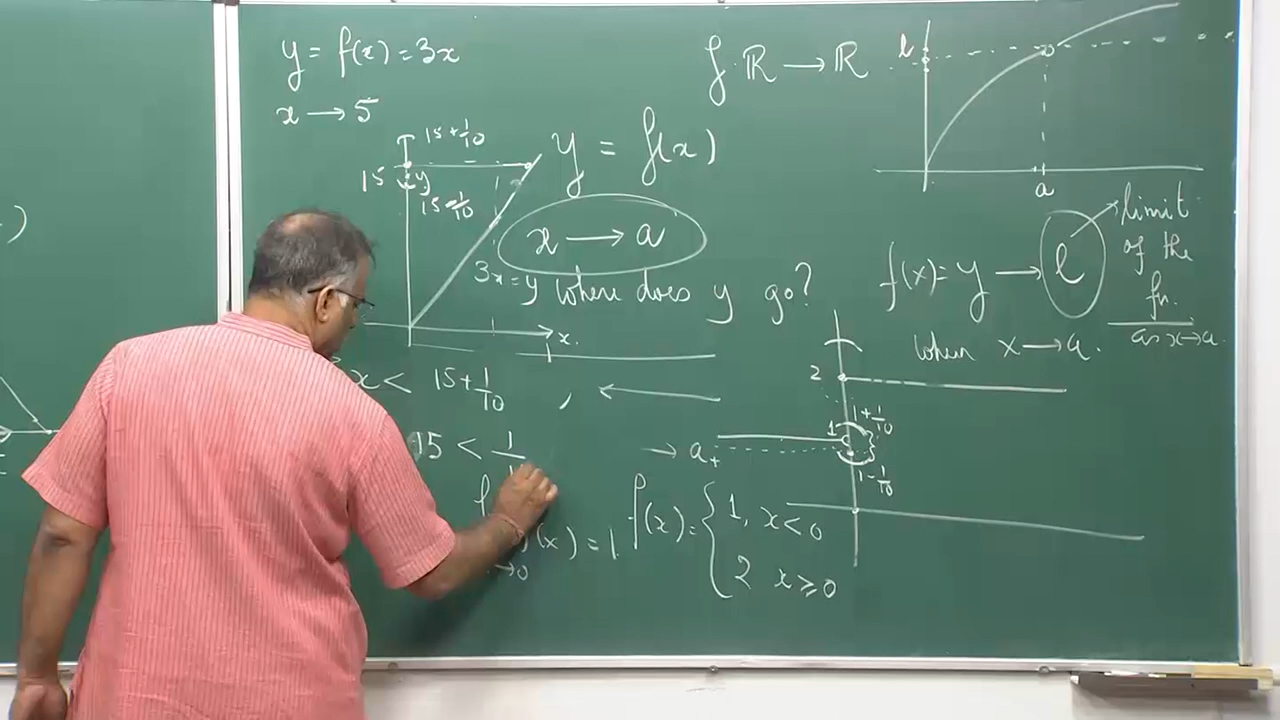 y = f(x) = 3x
x → 5
15 + 1/10
15
y
15 - 1/10
3x = y
x.
y = f(x)
x → a
Where does y go?
f: ℝ → ℝ
l
a
f(x) = y → l
limit
of the
fn.
as x→a
when x → a.
x < 15 + 1/10 ,
15 < 1
→ a +
2
1
1 + 1/10
1 - 1/10
(x) = 1
→0
f(x) = { 1, x < 0
2 x ≥ 0
)